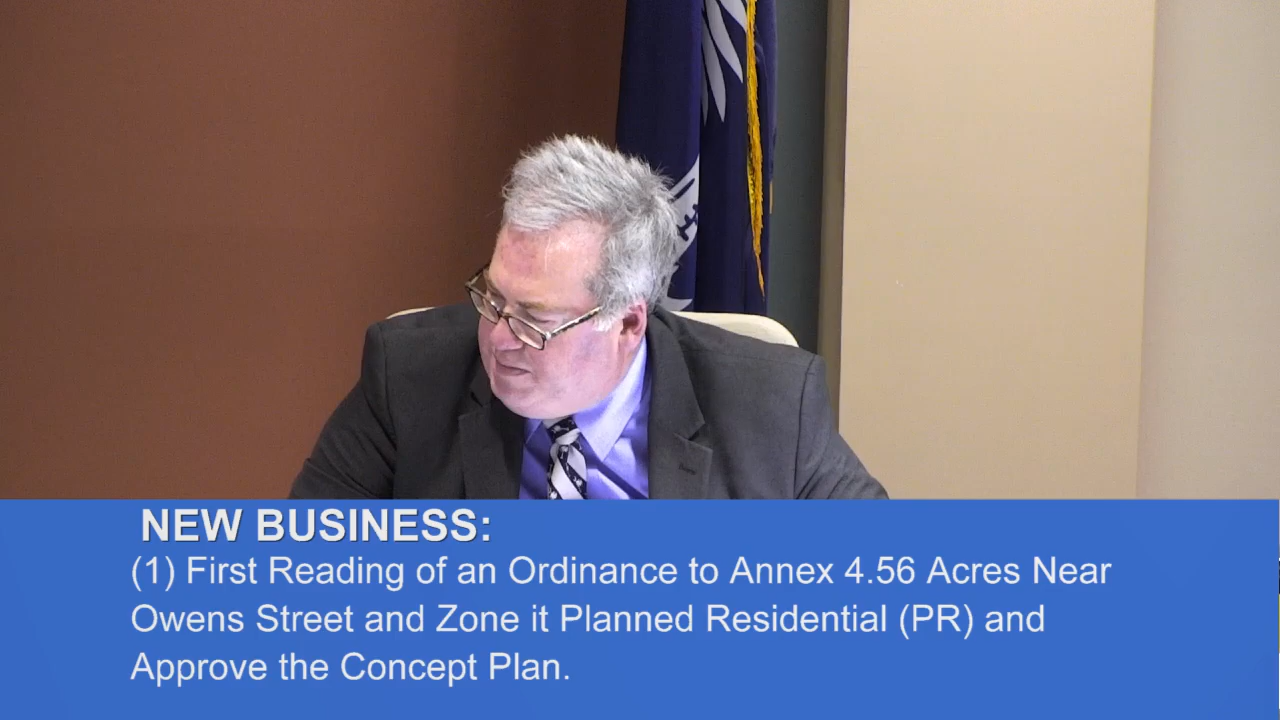 NEW BUSINESS:
(1) First Reading of an Ordinance to Annex 4.56 Acres Near
Owens Street and Zone it Planned Residential (PR) and
Approve the Concept Plan.